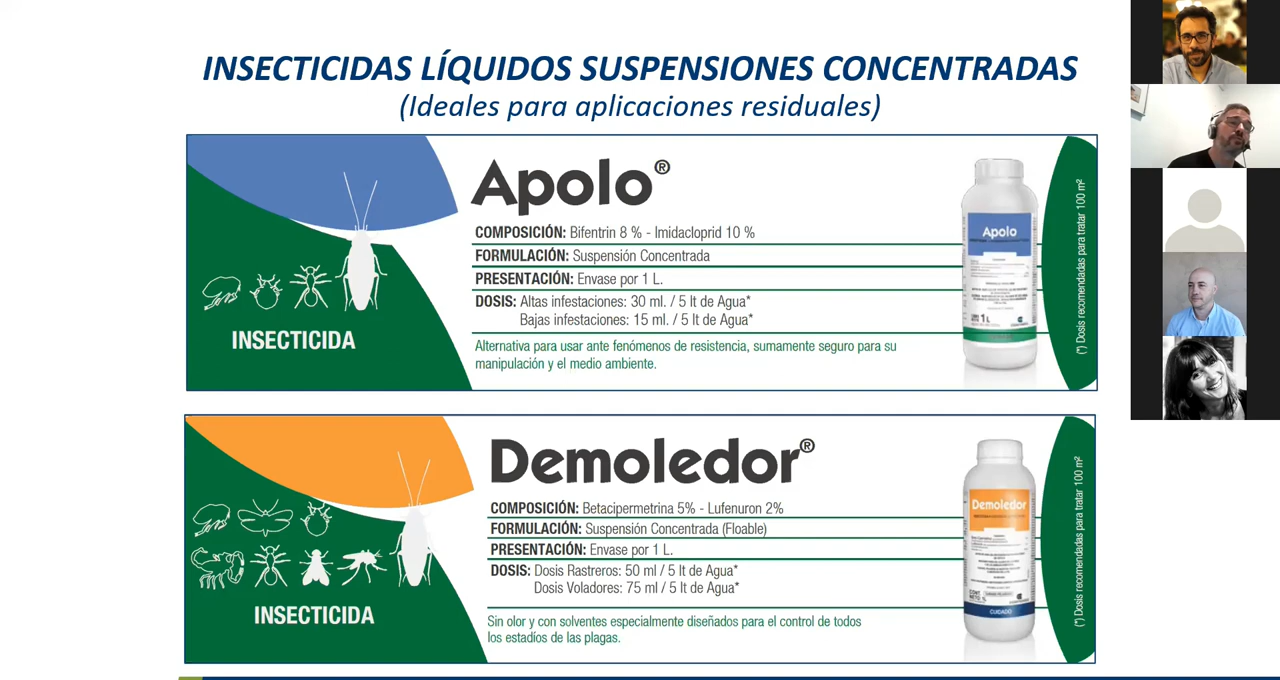 INSECTICIDAS LÍQUIDOS SUSPENSIONES CONCENTRADAS
(Ideales para aplicaciones residuales)
INSECTICIDA
Apolo®
COMPOSICIÓN: Bifentrin 8 % - Imidacloprid 10 %
FORMULACIÓN: Suspensión Concentrada
PRESENTACIÓN: Envase por 1 L.
DOSIS: Altas infestaciones: 30 ml. / 5 lt de Agua*
Bajas infestaciones: 15 ml. / 5 lt de Agua*
Alternativa para usar ante fenómenos de resistencia, sumamente seguro para su
manipulación y el medio ambiente.
Apolo
1 L
(*) Dosis recomendadas para tratar 100 m²
INSECTICIDA
Demoledor®
COMPOSICIÓN: Betacipermetrina 5% - Lufenuron 2%
FORMULACIÓN: Suspensión Concentrada (Floable)
PRESENTACIÓN: Envase por 1 L.
DOSIS: Dosis Rastreros: 50 ml / 5 lt de Agua*
Dosis Voladores: 75 ml / 5 lt de Agua*
Sin olor y con solventes especialmente diseñados para el control de todos
los estadíos de las plagas.
Demoledor
CONT.
NETO: 1L
CUIDADO
(*) Dosis recomendadas para tratar 100 m²